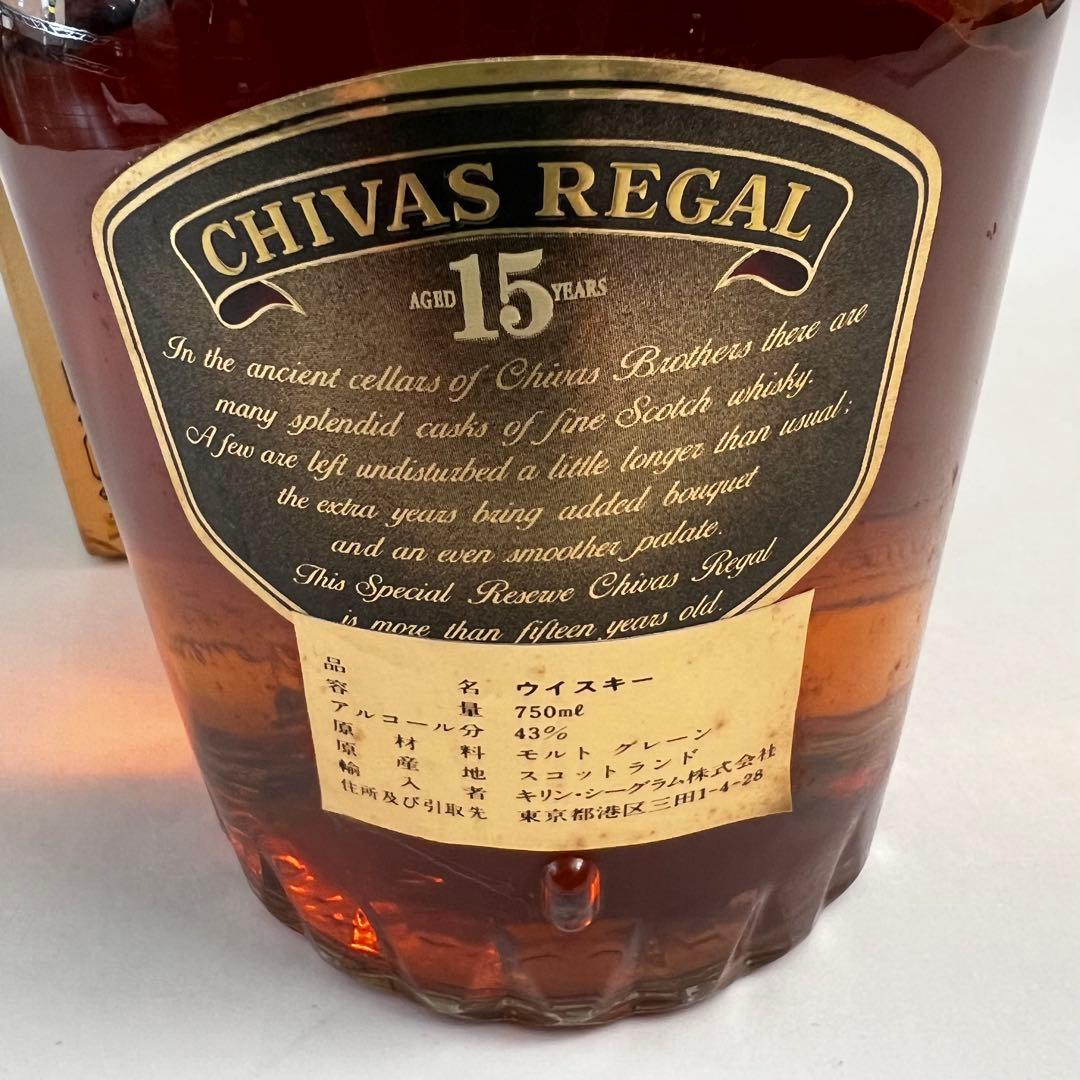 CHIVAS REGAL
AGED 15 YEARS
In the ancient cellars of Chivas Brothers there are
many splendid casks of fine Scotch whisky.
A few are left undisturbed a little longer than usual;
the extra years bring added bouquet
and an even smoother palate.
This Special Reserve Chivas Regal
is more than fifteen years old.
品名 ウイスキー
容量 750mℓ
アルコール分 43%
原材料 モルト グレーン
原産地 スコットランド
輸入者 キリン・シーグラム株式会社
住所及び引取先 東京都港区三田1-4-28